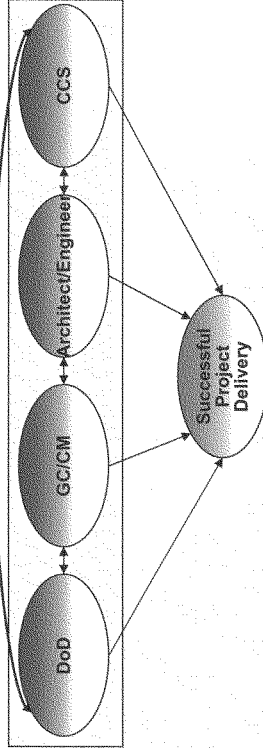 DoD
GC/CM
Architect/Engineer
CCS
Successful
Project
Delivery